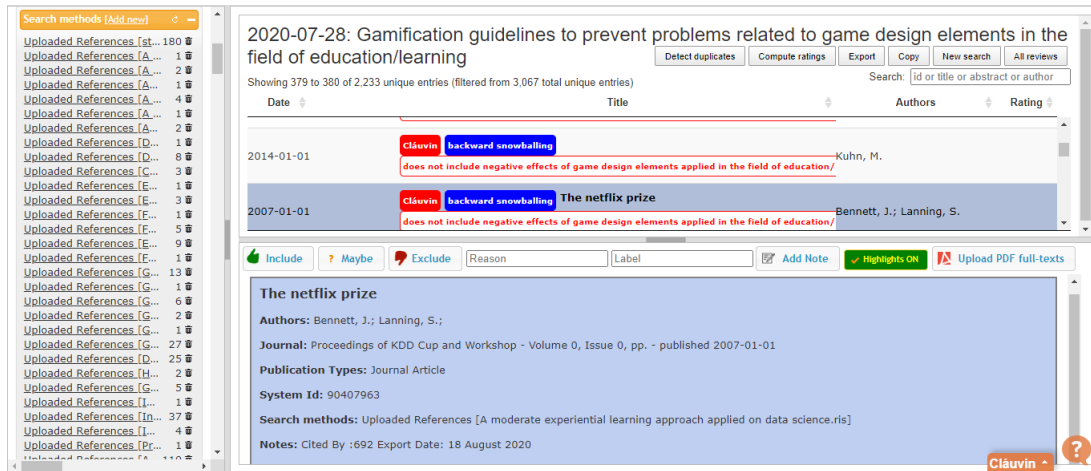 Search methods [Add new]
Uploaded References [st... 180
Uploaded References [A ... 1
Uploaded References [A ... 2
Uploaded References [A... 1
Uploaded References [A ... 4
Uploaded References [A ... 1
Uploaded References [A... 2
Uploaded References [D... 1
Uploaded References [D... 8
Uploaded References [C... 3
Uploaded References [E... 1
Uploaded References [E... 3
Uploaded References [F... 1
Uploaded References [F... 5
Uploaded References [E... 9
Uploaded References [F... 1
Uploaded References [G... 13
Uploaded References [G... 1
Uploaded References [G... 6
Uploaded References [G... 2
Uploaded References [G... 1
Uploaded References [G... 27
Uploaded References [D... 25
Uploaded References [H... 2
Uploaded References [G... 5
Uploaded References [I... 1
Uploaded References [In... 37
Uploaded References [I... 4
Uploaded References [Pr... 1
Uploaded References [A... 110
2020-07-28: Gamification guidelines to prevent problems related to game design elements in the
field of education/learning
Detect duplicates Compute ratings Export Copy New search All reviews
Showing 379 to 380 of 2,233 unique entries (filtered from 3,067 total unique entries)
Search: id or title or abstract or author
Date Title Authors Rating
2014-01-01 Cláuvin backward snowballing Kuhn, M.
does not include negative effects of game design elements applied in the field of education/
2007-01-01 Cláuvin backward snowballing The netflix prize Bennett, J.; Lanning, S.
does not include negative effects of game design elements applied in the field of education/
Include ? Maybe Exclude Reason Label Add Note Highlights ON Upload PDF full-texts
The netflix prize
Authors: Bennett, J.; Lanning, S.;
Journal: Proceedings of KDD Cup and Workshop - Volume 0, Issue 0, pp. - published 2007-01-01
Publication Types: Journal Article
System Id: 90407963
Search methods: Uploaded References [A moderate experiential learning approach applied on data science.ris]
Notes: Cited By :692 Export Date: 18 August 2020
Cláuvin
?